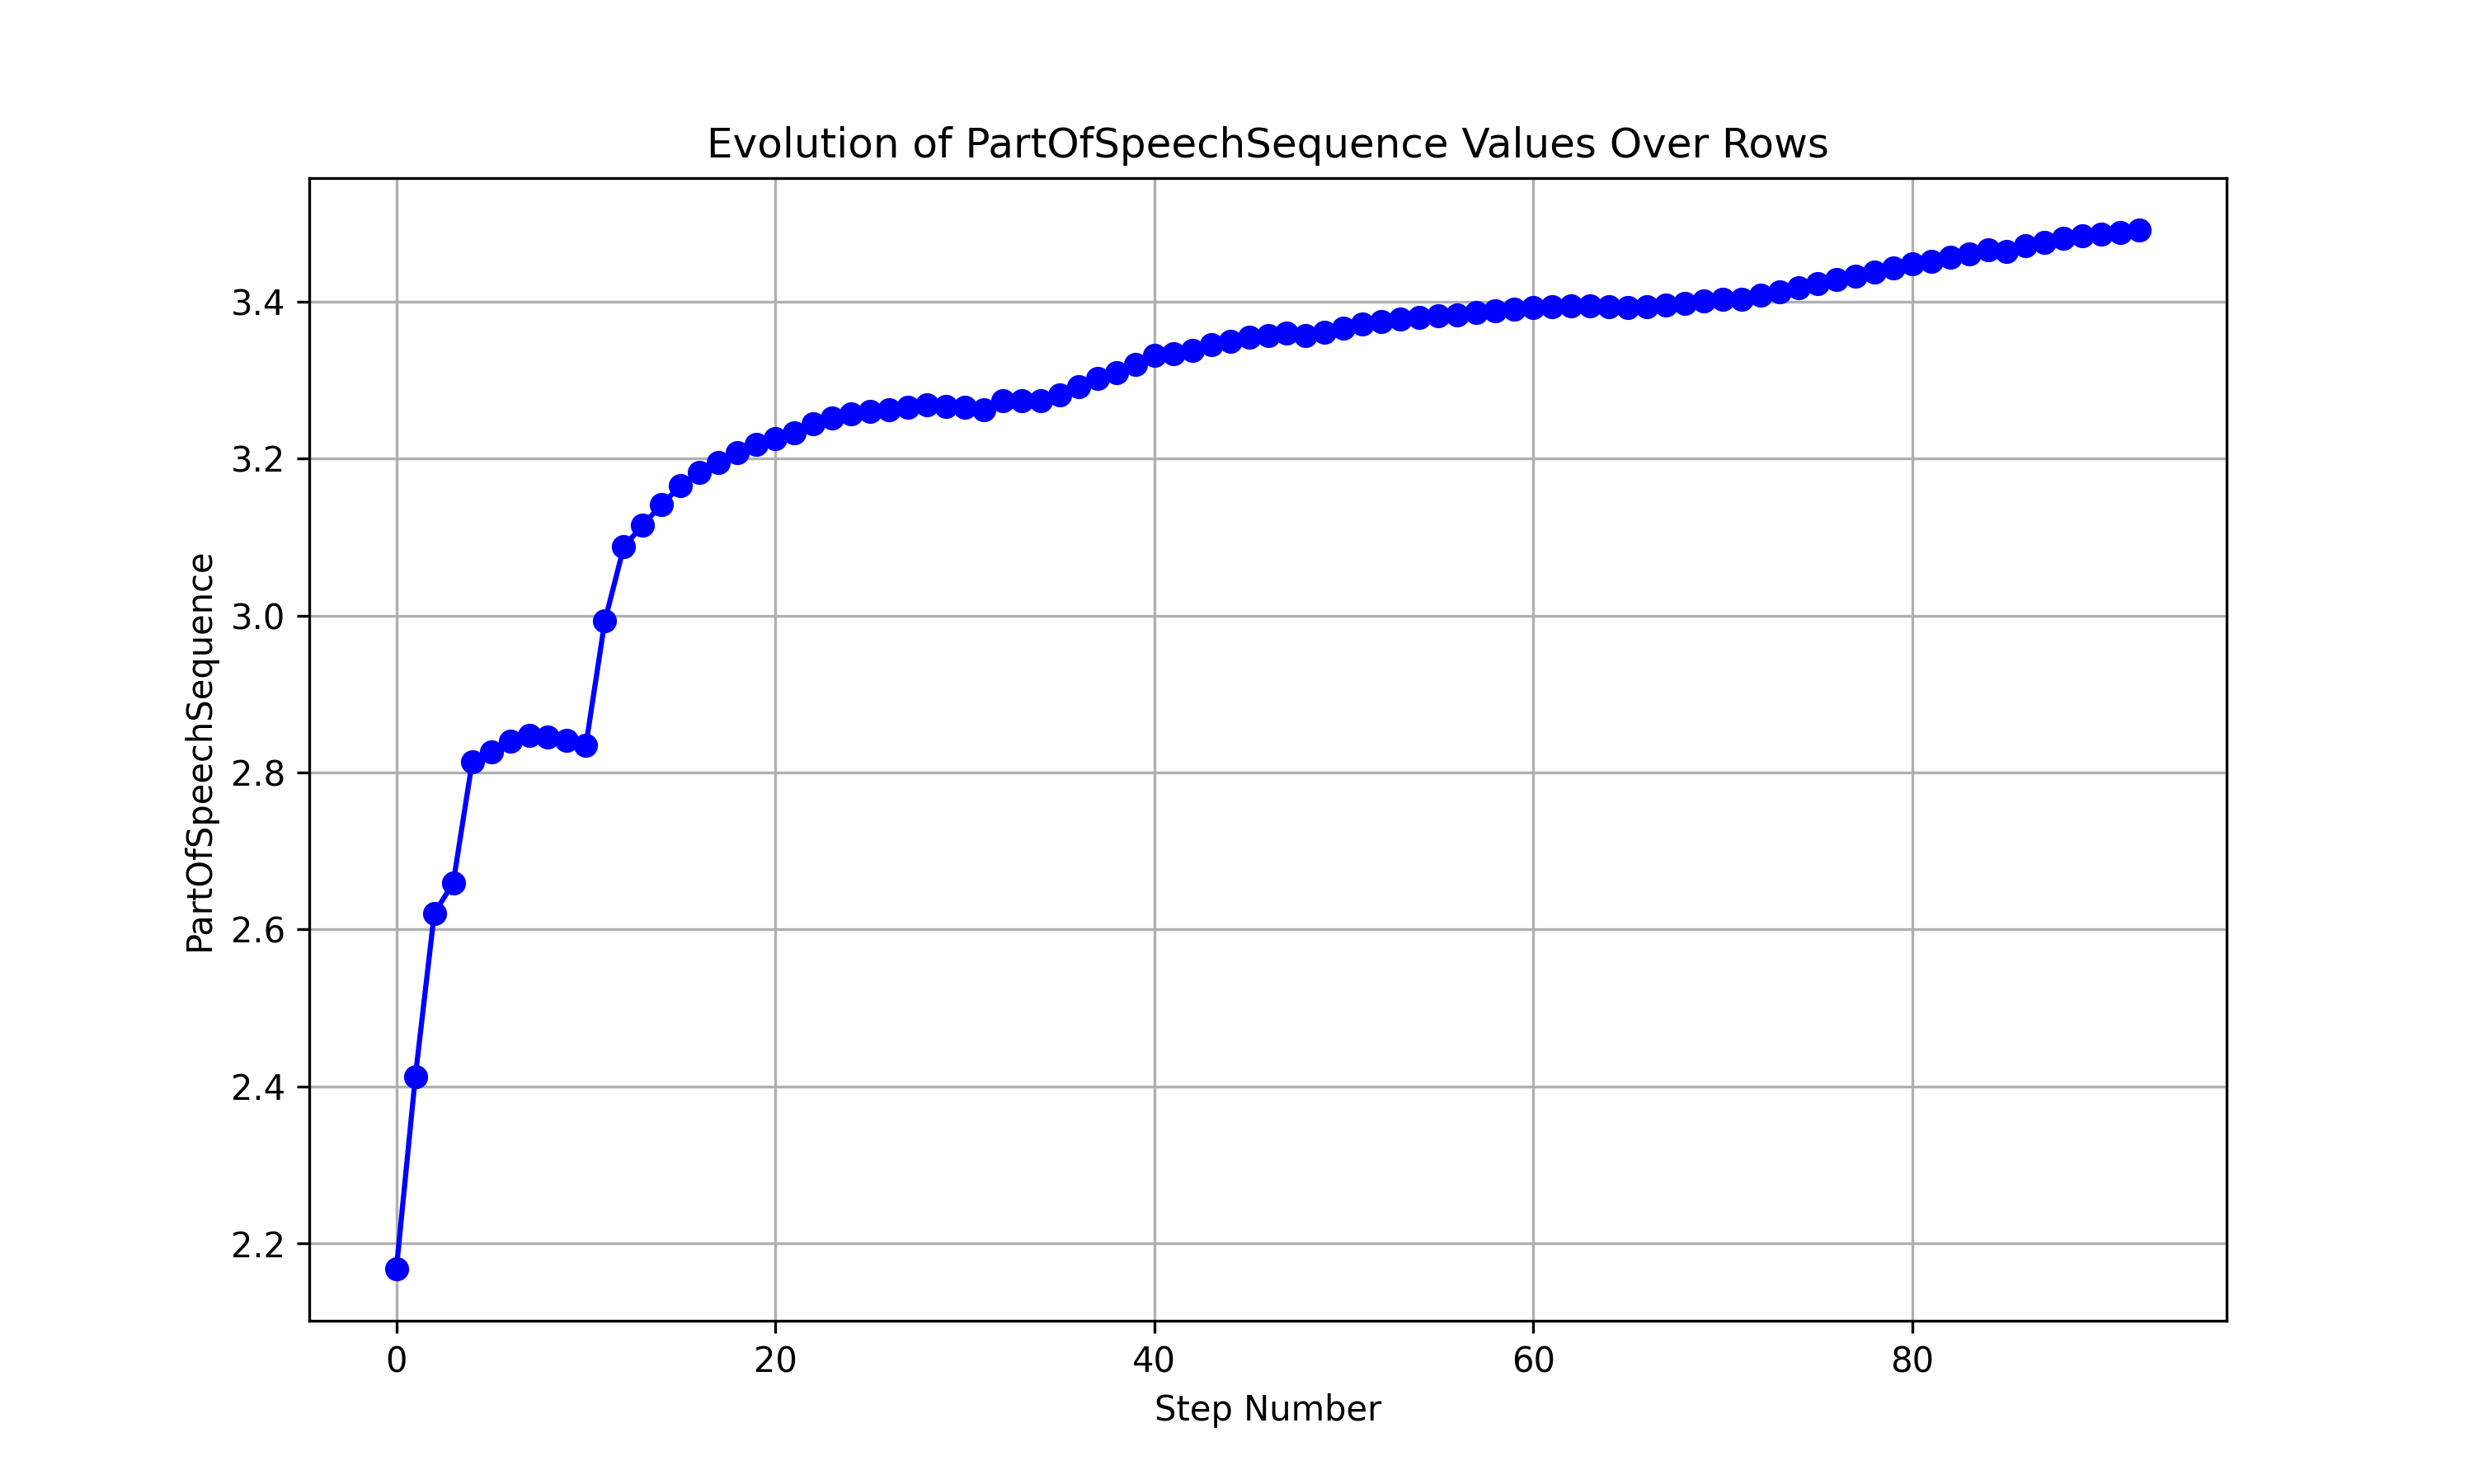 Evolution of PartOfSpeechSequence Values Over Rows
PartOfSpeechSequence
3.4
3.2
3.0
2.8
2.6
2.4
2.2
0 20 40 60 80
Step Number